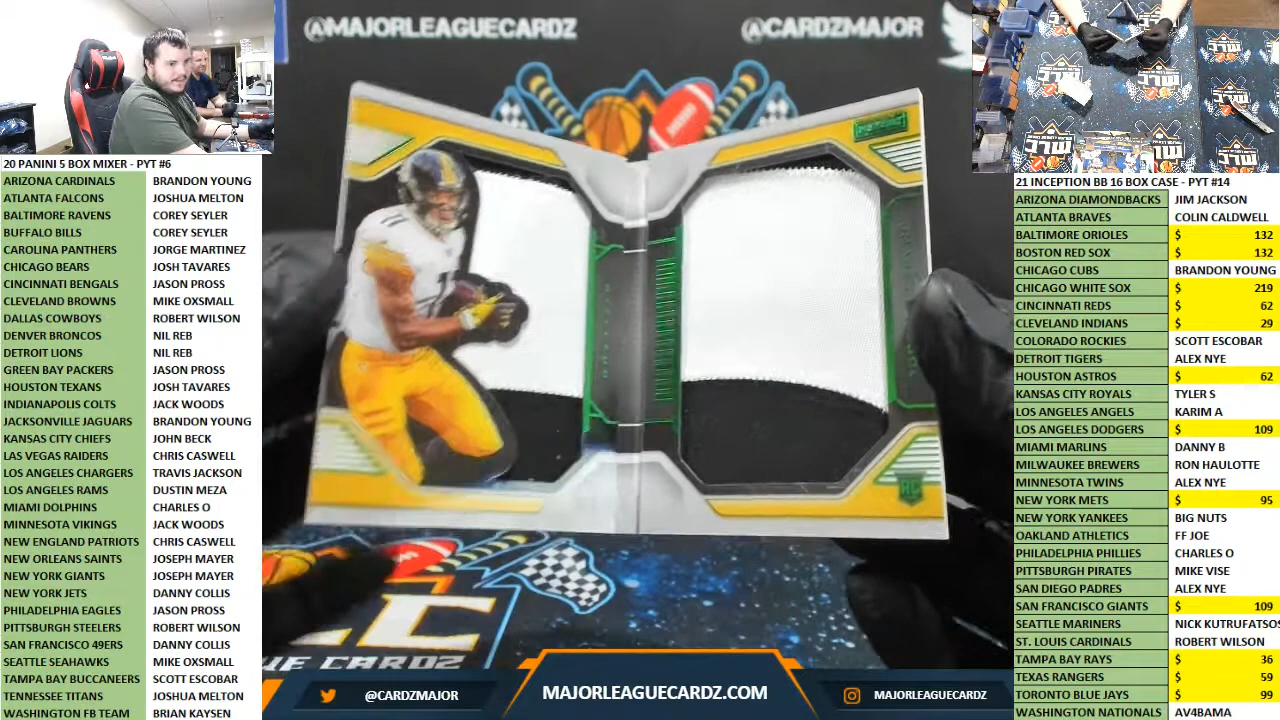 @MAJORLEAGUECARDZ
@CARDZMAJOR
20 PANINI 5 BOX MIXER - PYT #6
ARIZONA CARDINALS BRANDON YOUNG
ATLANTA FALCONS JOSHUA MELTON
BALTIMORE RAVENS COREY SEYLER
BUFFALO BILLS COREY SEYLER
CAROLINA PANTHERS JORGE MARTINEZ
CHICAGO BEARS JOSH TAVARES
CINCINNATI BENGALS JASON PROSS
CLEVELAND BROWNS MIKE OXSMALL
DALLAS COWBOYS ROBERT WILSON
DENVER BRONCOS NIL REB
DETROIT LIONS NIL REB
GREEN BAY PACKERS JASON PROSS
HOUSTON TEXANS JOSH TAVARES
INDIANAPOLIS COLTS JACK WOODS
JACKSONVILLE JAGUARS BRANDON YOUNG
KANSAS CITY CHIEFS JOHN BECK
LAS VEGAS RAIDERS CHRIS CASWELL
LOS ANGELES CHARGERS TRAVIS JACKSON
LOS ANGELES RAMS DUSTIN MEZA
MIAMI DOLPHINS CHARLES O
MINNESOTA VIKINGS JACK WOODS
NEW ENGLAND PATRIOTS CHRIS CASWELL
NEW ORLEANS SAINTS JOSEPH MAYER
NEW YORK GIANTS JOSEPH MAYER
NEW YORK JETS DANNY COLLIS
PHILADELPHIA EAGLES JASON PROSS
PITTSBURGH STEELERS ROBERT WILSON
SAN FRANCISCO 49ERS DANNY COLLIS
SEATTLE SEAHAWKS MIKE OXSMALL
TAMPA BAY BUCCANEERS SCOTT ESCOBAR
TENNESSEE TITANS JOSHUA MELTON
WASHINGTON FB TEAM BRIAN KAYSEN
11
RC
UE CARDZ
@CARDZMAJOR
MAJORLEAGUECARDZ.COM
MAJORLEAGUECARDZ
MLC
21 INCEPTION BB 16 BOX CASE - PYT #14
ARIZONA DIAMONDBACKS JIM JACKSON
ATLANTA BRAVES COLIN CALDWELL
BALTIMORE ORIOLES $ 132
BOSTON RED SOX $ 132
CHICAGO CUBS BRANDON YOUNG
CHICAGO WHITE SOX $ 219
CINCINNATI REDS $ 62
CLEVELAND INDIANS $ 29
COLORADO ROCKIES SCOTT ESCOBAR
DETROIT TIGERS ALEX NYE
HOUSTON ASTROS $ 62
KANSAS CITY ROYALS TYLER S
LOS ANGELES ANGELS KARIM A
LOS ANGELES DODGERS $ 109
MIAMI MARLINS DANNY B
MILWAUKEE BREWERS RON HAULOTTE
MINNESOTA TWINS ALEX NYE
NEW YORK METS $ 95
NEW YORK YANKEES BIG NUTS
OAKLAND ATHLETICS FF JOE
PHILADELPHIA PHILLIES CHARLES O
PITTSBURGH PIRATES MIKE VISE
SAN DIEGO PADRES ALEX NYE
SAN FRANCISCO GIANTS $ 109
SEATTLE MARINERS NICK KUTRUFATSOS
ST. LOUIS CARDINALS ROBERT WILSON
TAMPA BAY RAYS $ 36
TEXAS RANGERS $ 59
TORONTO BLUE JAYS $ 99
WASHINGTON NATIONALS AV4BAMA